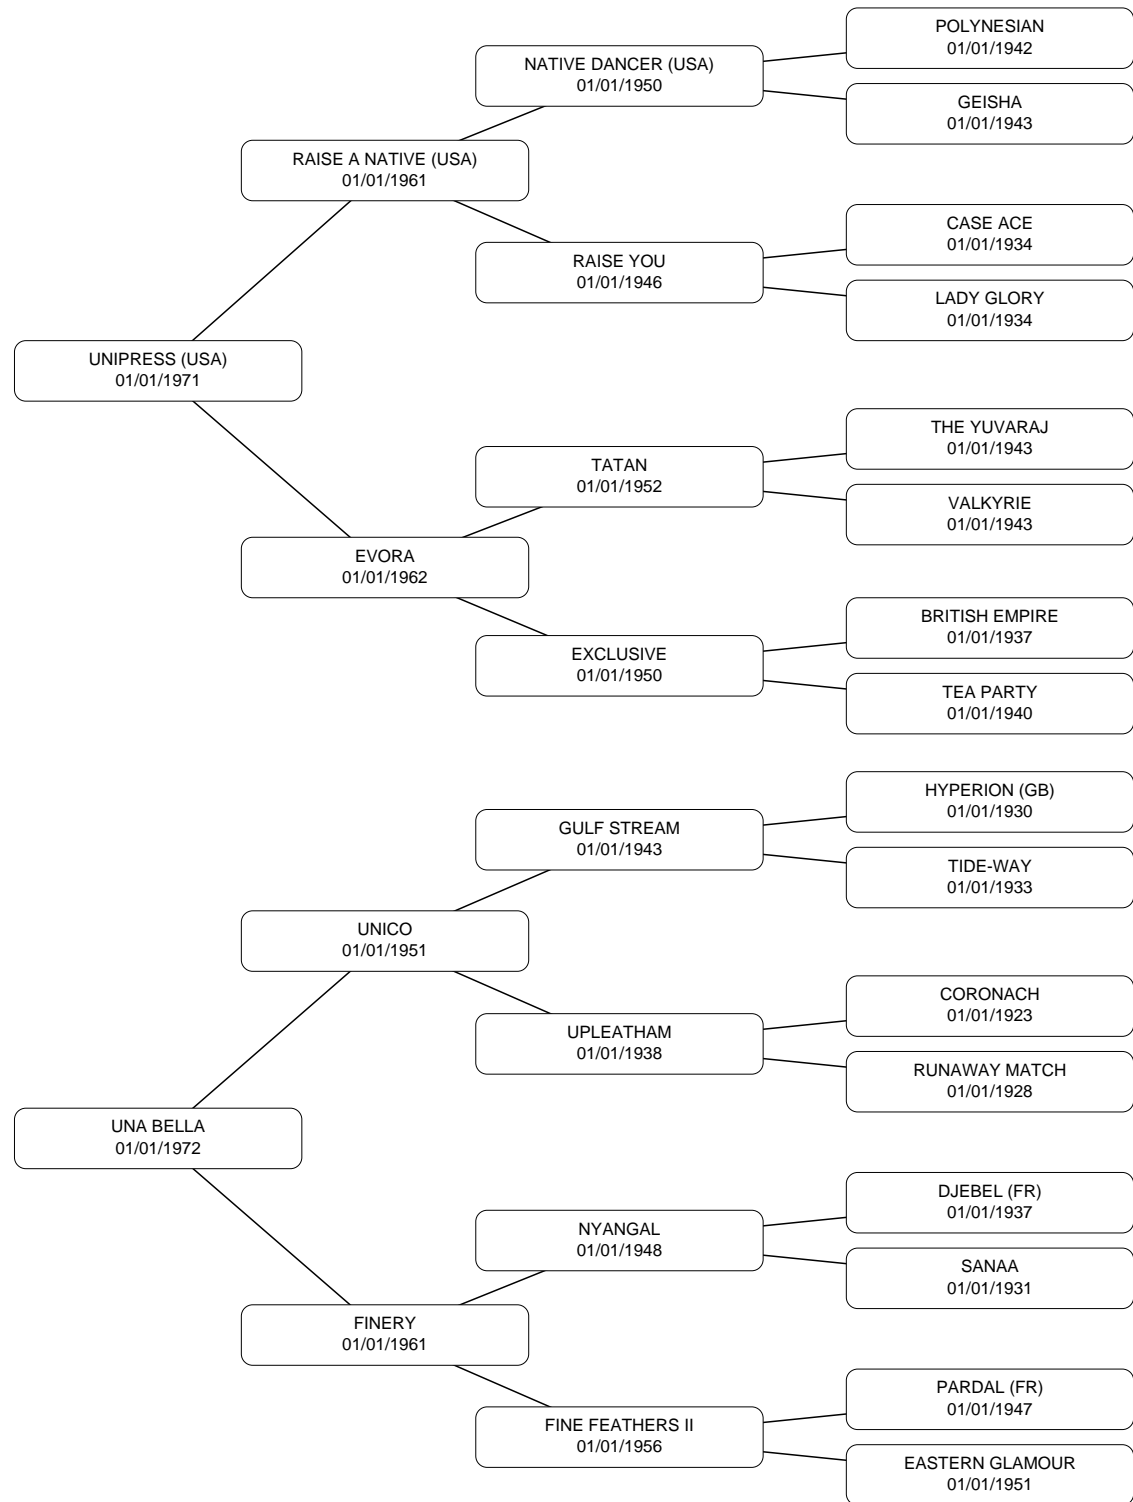 POLYNESIAN
01/01/1942
NATIVE DANCER (USA)
01/01/1950
GEISHA
01/01/1943
RAISE A NATIVE (USA)
01/01/1961
CASE ACE
01/01/1934
RAISE YOU
01/01/1946
LADY GLORY
01/01/1934
UNIPRESS (USA)
01/01/1971
THE YUVARAJ
01/01/1943
TATAN
01/01/1952
VALKYRIE
01/01/1943
EVORA
01/01/1962
BRITISH EMPIRE
01/01/1937
EXCLUSIVE
01/01/1950
TEA PARTY
01/01/1940
HYPERION (GB)
01/01/1930
GULF STREAM
01/01/1943
TIDE-WAY
01/01/1933
UNICO
01/01/1951
CORONACH
01/01/1923
UPLEATHAM
01/01/1938
RUNAWAY MATCH
01/01/1928
UNA BELLA
01/01/1972
DJEBEL (FR)
01/01/1937
NYANGAL
01/01/1948
SANAA
01/01/1931
FINERY
01/01/1961
PARDAL (FR)
01/01/1947
FINE FEATHERS II
01/01/1956
EASTERN GLAMOUR
01/01/1951